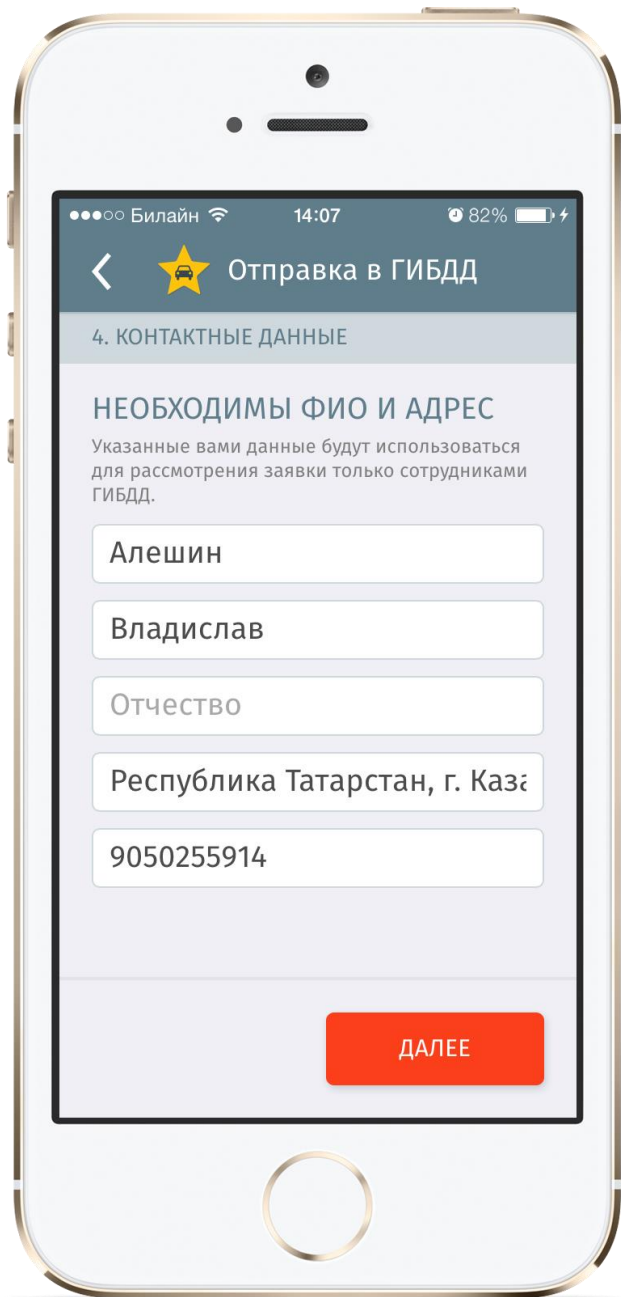 Билайн 14:07 82%
Отправка в ГИБДД
4. КОНТАКТНЫЕ ДАННЫЕ
НЕОБХОДИМЫ ФИО И АДРЕС
Указанные вами данные будут использоваться
для рассмотрения заявки только сотрудниками
ГИБДД.
Алешин
Владислав
Отчество
Республика Татарстан, г. Каза
9050255914
ДАЛЕЕ